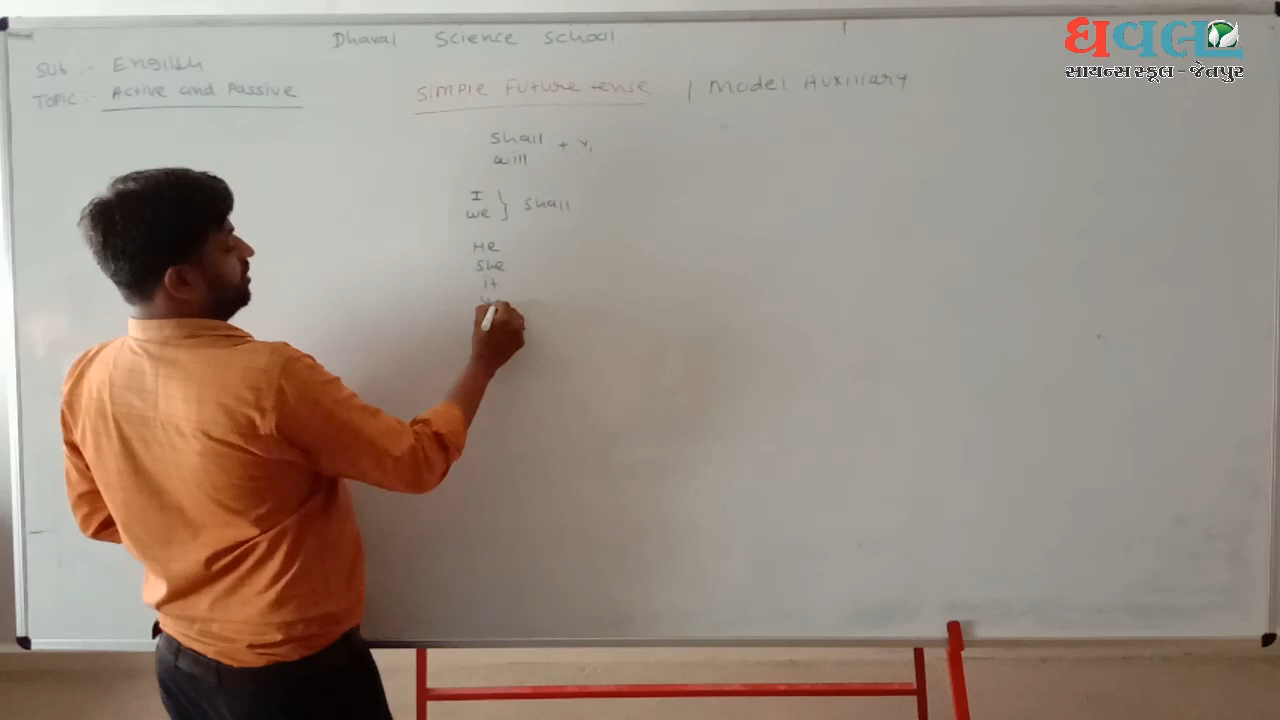 Dhaval Science School
Sub :- English
Topic :- Active and Passive
Simple Future tense / Model Auxillary
shall
will + V1
I
we } shall
He
She
it
ધવલ
સાયન્સ સ્કૂલ - જેતપુર